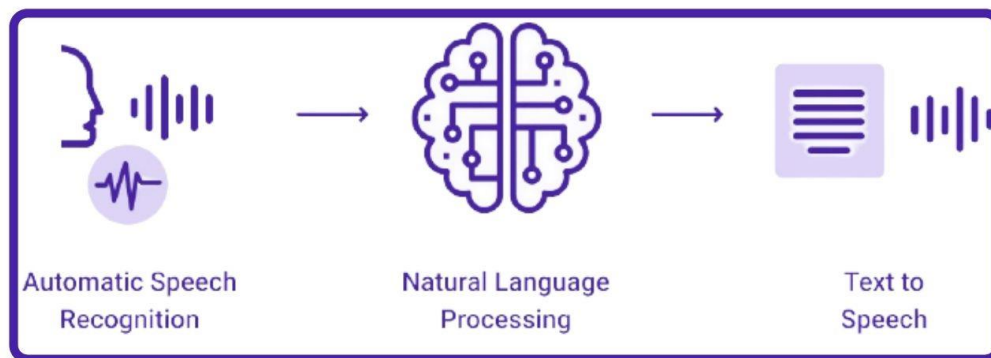 Automatic Speech
Recognition
Natural Language
Processing
Text to
Speech